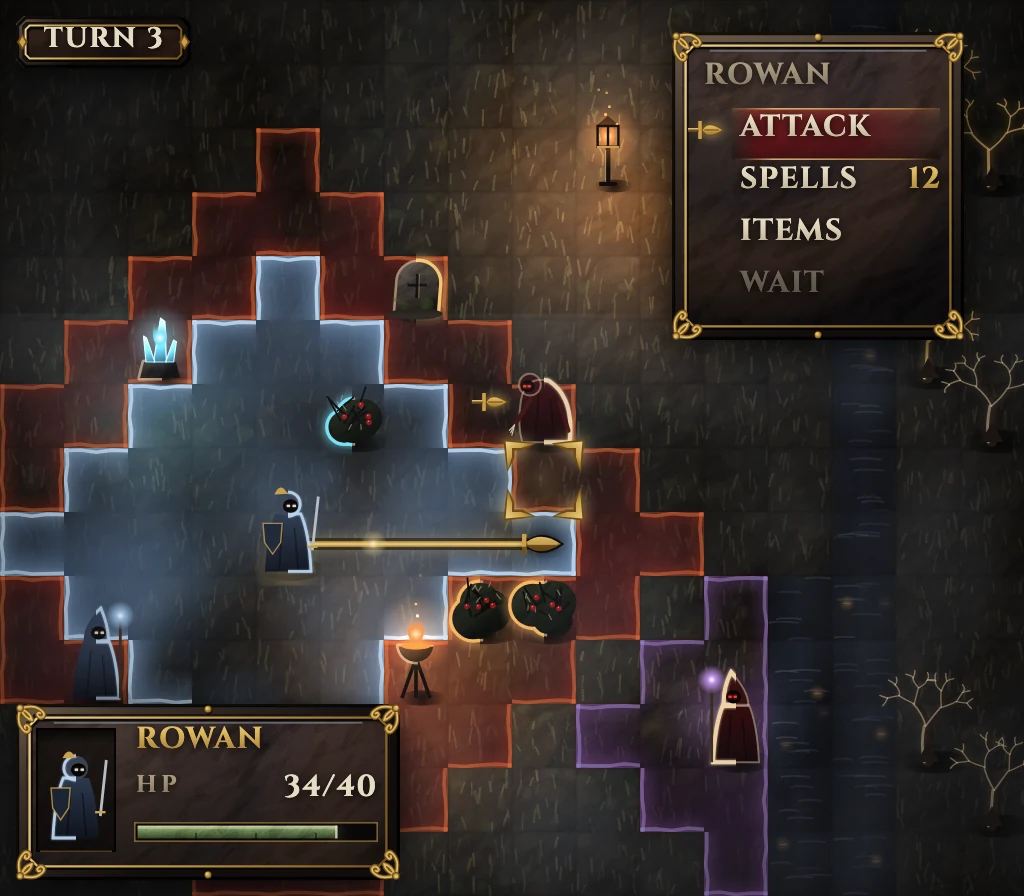 TURN 3
ROWAN
ATTACK
SPELLS 12
ITEMS
WAIT
ROWAN
HP 34/40